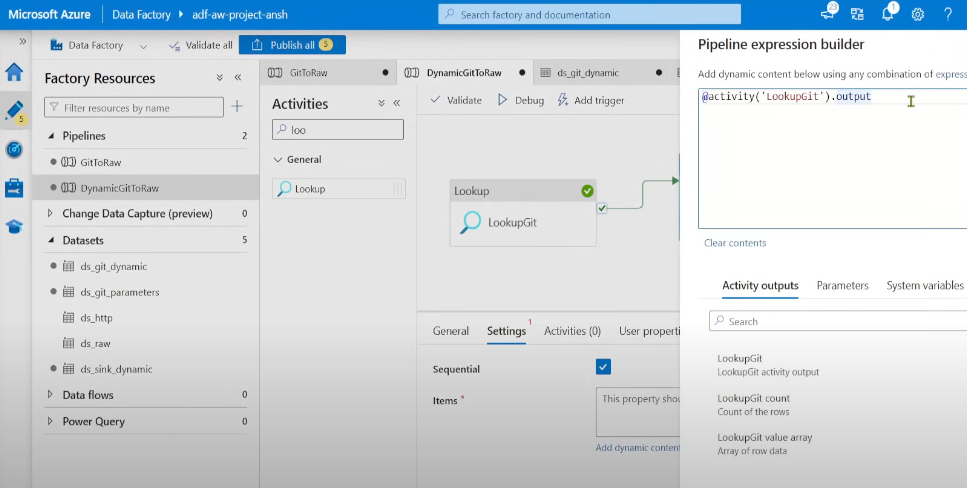 Microsoft Azure
Data Factory
adf-aw-project-ansh
Search factory and documentation
23
1
?
»
Data Factory
Validate all
Publish all
5
5
Factory Resources
Filter resources by name
Pipelines
2
GitToRaw
DynamicGitToRaw
Change Data Capture (preview)
0
Datasets
5
ds_git_dynamic
ds_git_parameters
ds_http
ds_raw
ds_sink_dynamic
Data flows
0
Power Query
0
GitToRaw
DynamicGitToRaw
ds_git_dynamic
Activities
loo
General
Lookup
Validate
Debug
Add trigger
Lookup
LookupGit
General
Settings
1
Activities (0)
User properti
Sequential
Items *
This property shou
Add dynamic content
Pipeline expression builder
Add dynamic content below using any combination of express
@activity('LookupGit').output
Clear contents
Activity outputs
Parameters
System variables
Search
LookupGit
LookupGit activity output
LookupGit count
Count of the rows
LookupGit value array
Array of row data